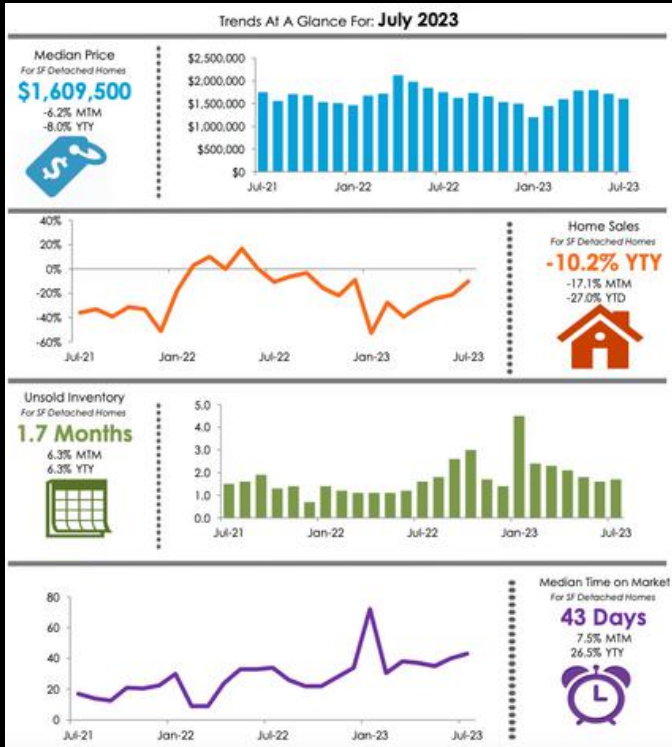 Trends At A Glance For: July 2023
Median Price
For SF Detached Homes
$1,609,500
-6.2% MTM
-8.0% YTY
$
$2,500,000
$2,000,000
$1,500,000
$1,000,000
$500,000
$0
Jul-21 Jan-22 Jul-22 Jan-23 Jul-23
40%
20%
0%
-20%
-40%
-60%
Jul-21 Jan-22 Jul-22 Jan-23 Jul-23
Home Sales
For SF Detached Homes
-10.2% YTY
-17.1% MTM
-27.0% YTD
Unsold Inventory
For SF Detached Homes
1.7 Months
6.3% MTM
6.3% YTY
5.0
4.0
3.0
2.0
1.0
0.0
Jul-21 Jan-22 Jul-22 Jan-23 Jul-23
80
60
40
20
0
Jul-21 Jan-22 Jul-22 Jan-23 Jul-23
Median Time on Market
For SF Detached Homes
43 Days
7.5% MTM
26.5% YTY